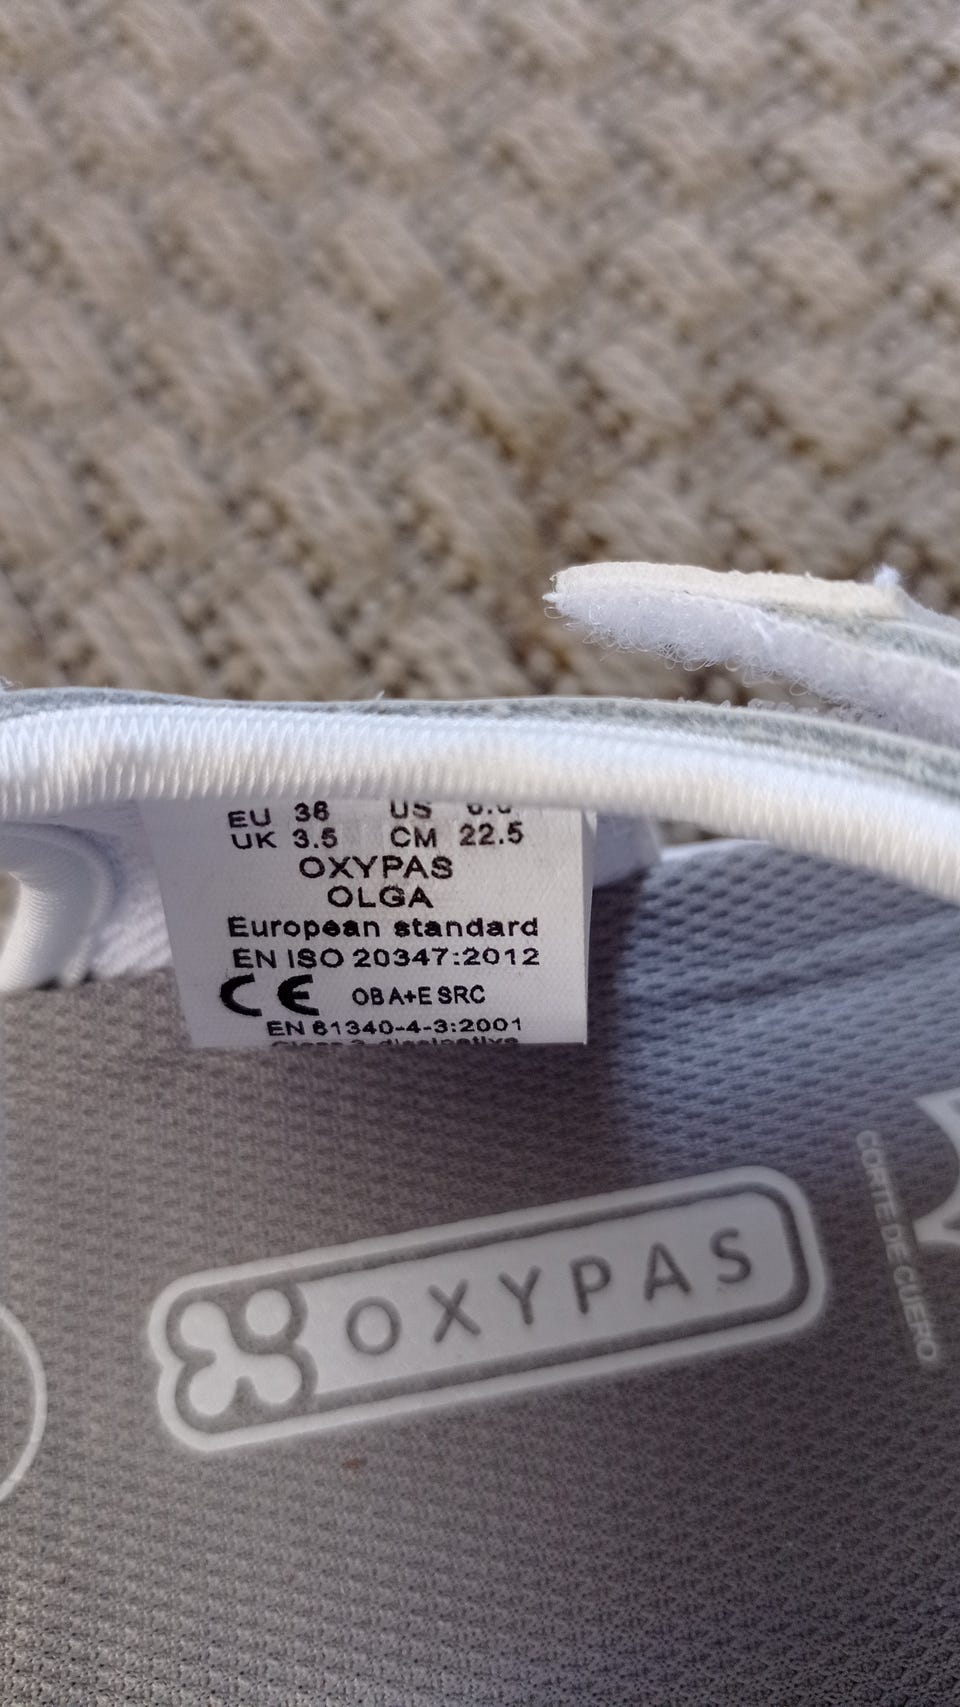 EU 36 US
UK 3.5 CM 22.5
OXYPAS
OLGA
European standard
EN ISO 20347:2012
CE OB A+E SRC
EN 61340-4-3:2001
OXYPAS
CORTE DE CUERO